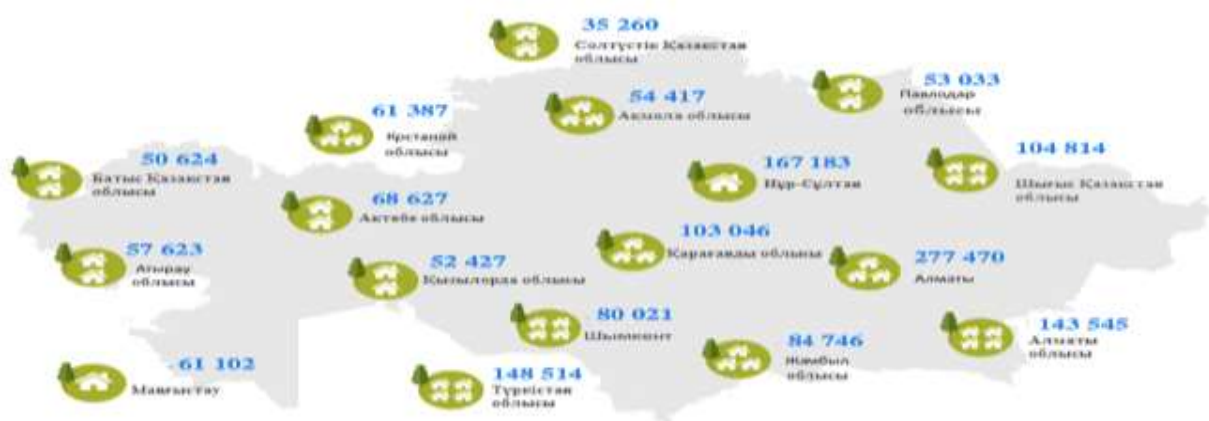 35 260
Солтүстік Қазақстан
облысы
53 033
Павлодар
облысы
54 417
Ақмола облысы
61 387
Қостанай
облысы
50 624
Батыс Қазақстан
облысы
167 183
Нұр-Сұлтан
104 814
Шығыс Қазақстан
облысы
68 627
Ақтөбе облысы
57 623
Атырау
облысы
103 046
Қарағанды облысы
277 470
Алматы
52 427
Қызылорда облысы
80 021
Шымкент
143 545
Алматы
облысы
84 746
Жамбыл
облысы
61 102
Маңғыстау
148 514
Түркістан
облысы